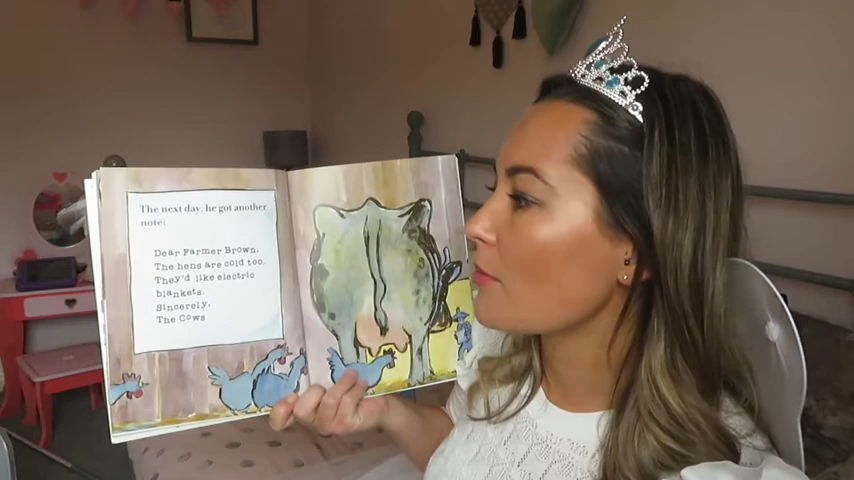 The next day, he got another
note:
Dear Farmer Brown,
The hens are cold too.
They'd like electric
blankets.
Sincerely,
The Cows